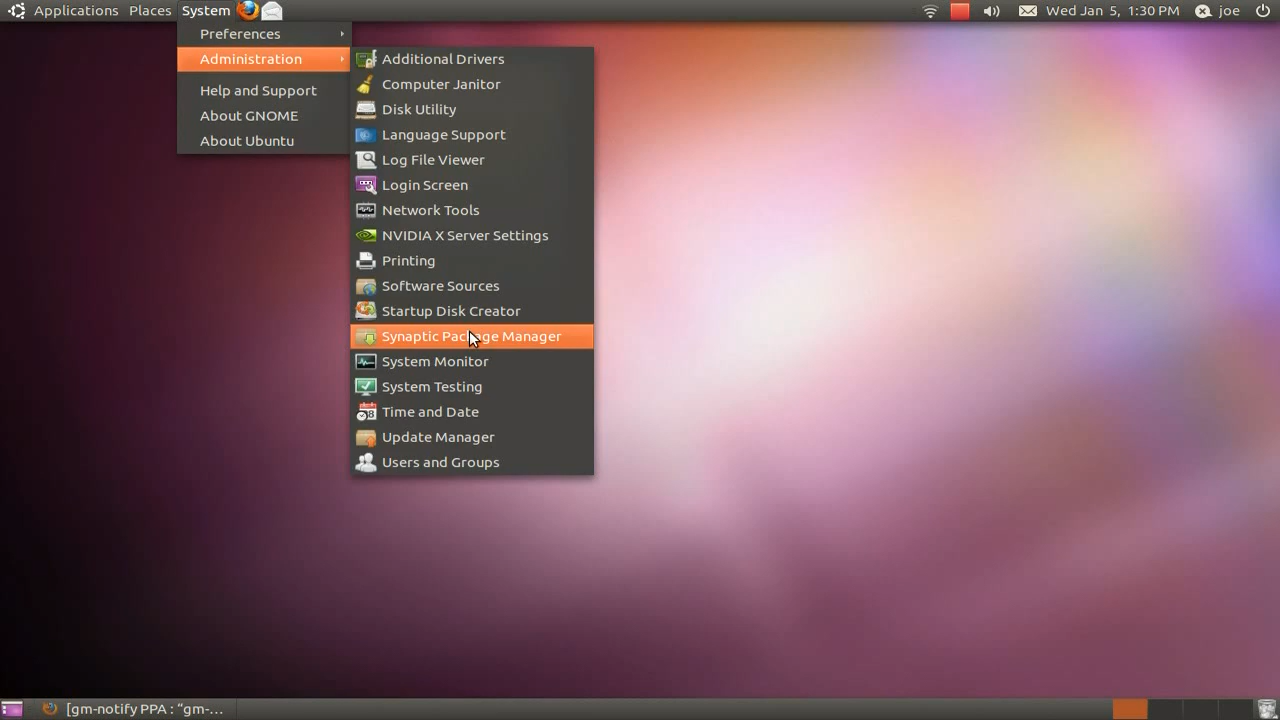 Applications Places System Wed Jan 5, 1:30 PM joe
Preferences
Administration
Help and Support
About GNOME
About Ubuntu
Additional Drivers
Computer Janitor
Disk Utility
Language Support
Log File Viewer
Login Screen
Network Tools
NVIDIA X Server Settings
Printing
Software Sources
Startup Disk Creator
Synaptic Package Manager
System Monitor
System Testing
Time and Date
Update Manager
Users and Groups
[gm-notify PPA : “gm-...